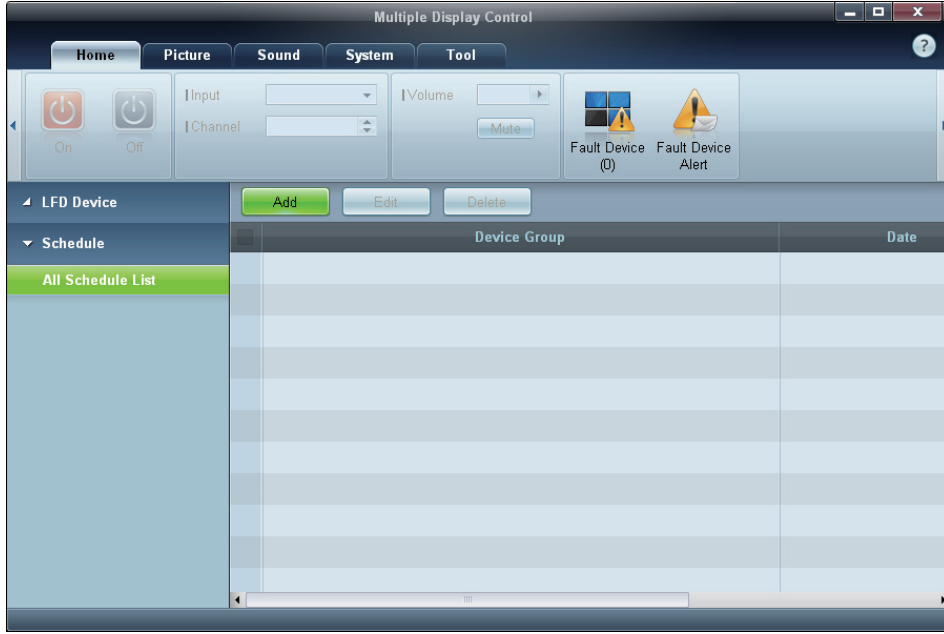 Multiple Display Control
Home Picture Sound System Tool
?
Input
Volume
Channel
Mute
On Off
Fault Device (0)
Fault Device Alert
LFD Device
Add Edit Delete
Schedule
Device Group Date
All Schedule List